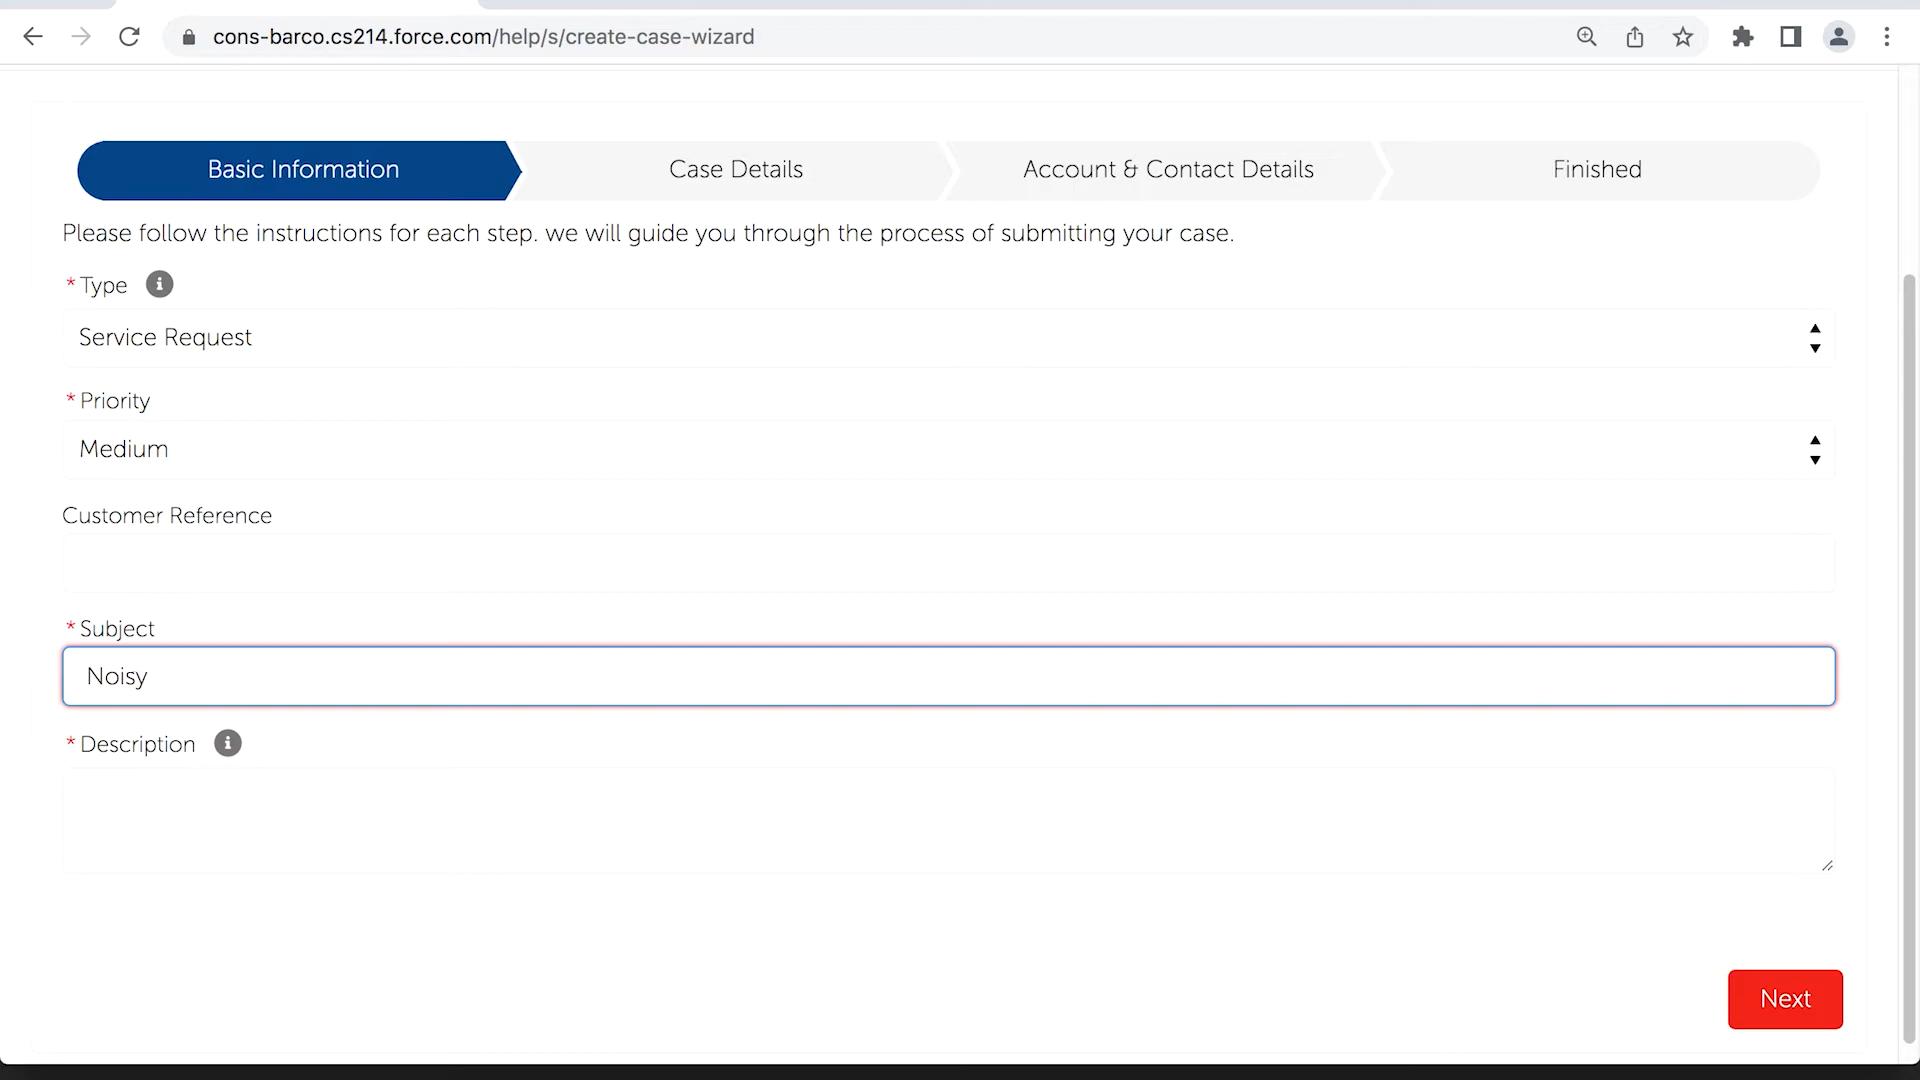 cons-barco.cs214.force.com/help/s/create-case-wizard
Basic Information
Case Details
Account & Contact Details
Finished
Please follow the instructions for each step. we will guide you through the process of submitting your case.
* Type
Service Request
* Priority
Medium
Customer Reference
* Subject
Noisy
* Description
Next